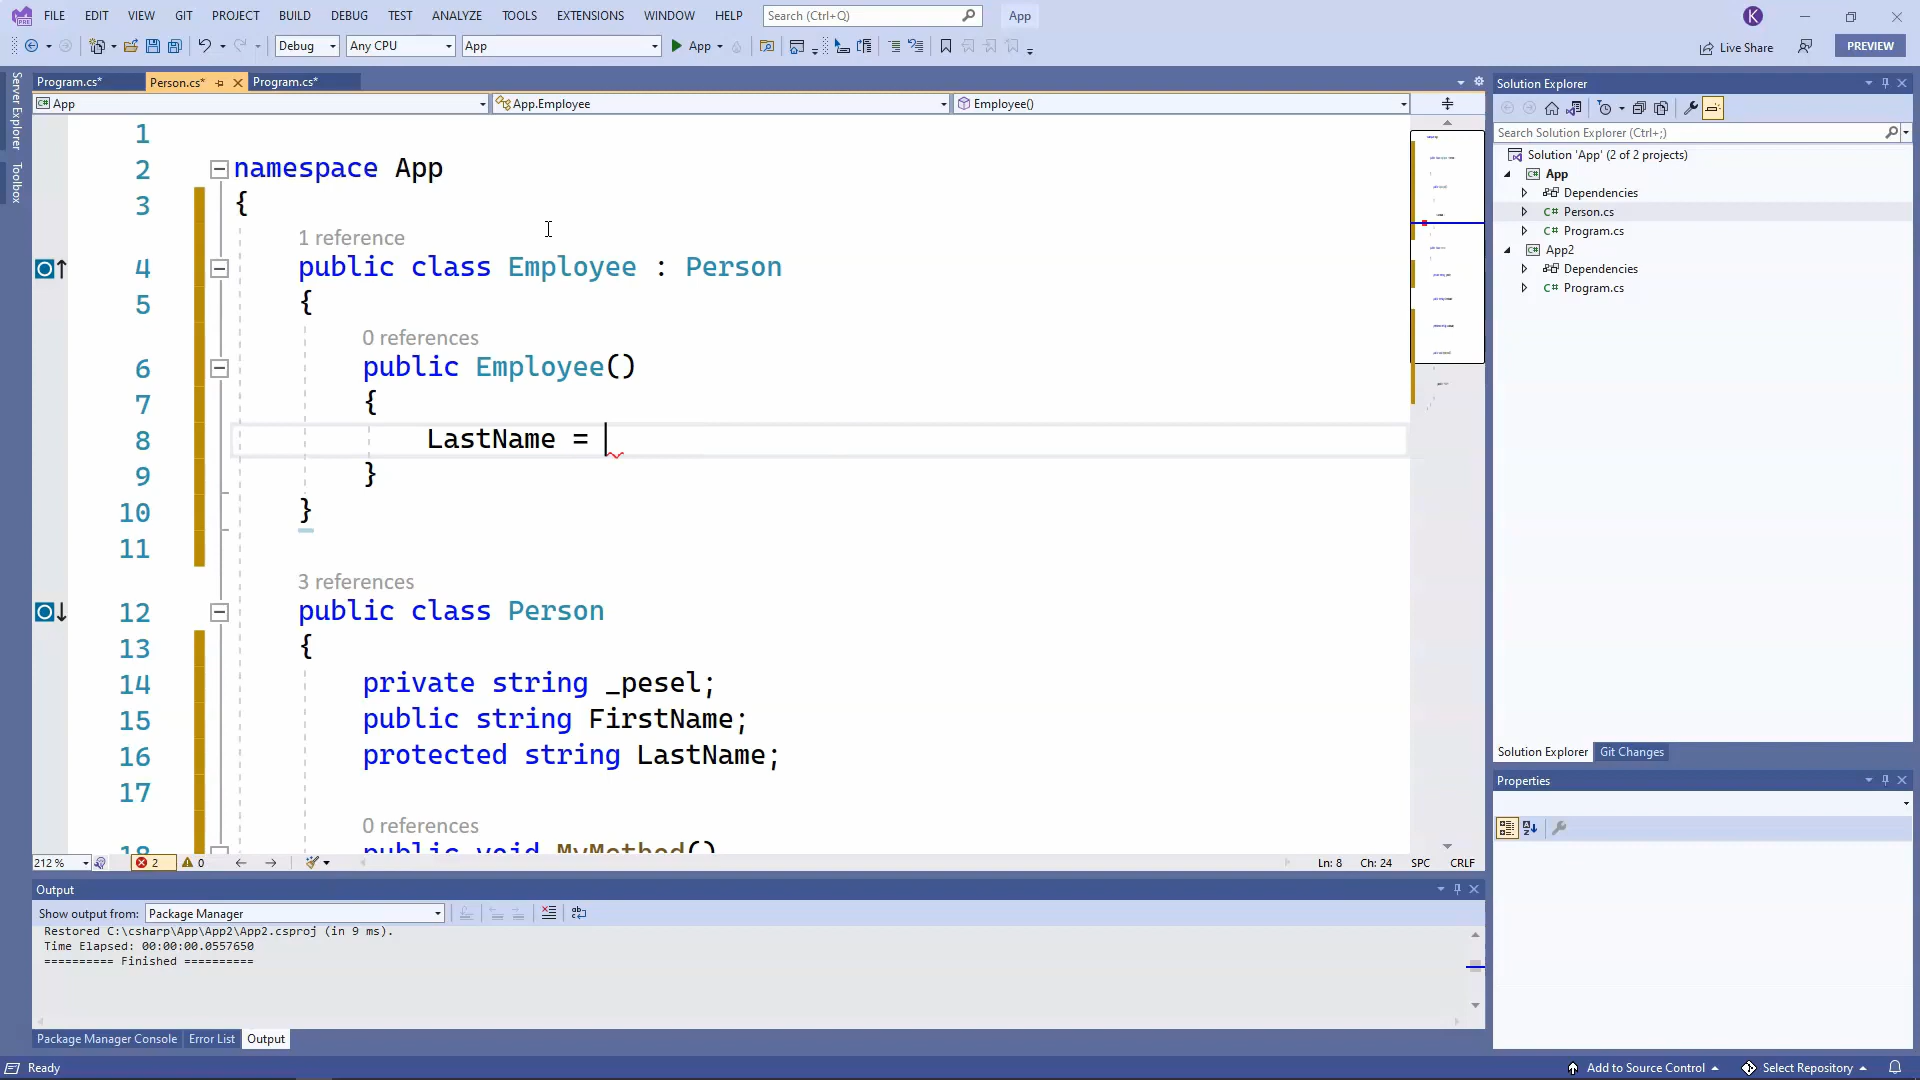 FILE EDIT VIEW GIT PROJECT BUILD DEBUG TEST ANALYZE TOOLS EXTENSIONS WINDOW HELP Search (Ctrl+Q) App K
Debug Any CPU App App Live Share PREVIEW
Server Explorer
Toolbox
Program.cs* Person.cs* Program.cs*
App App.Employee Employee()
1
2 namespace App
3 {
1 reference
4 public class Employee : Person
5 {
0 references
6 public Employee()
7 {
8 LastName =
9 }
10 }
11
3 references
12 public class Person
13 {
14 private string _pesel;
15 public string FirstName;
16 protected string LastName;
17
0 references
18 public void MyMethod()
212 % 2 0 Ln: 8 Ch: 24 SPC CRLF
Output
Show output from: Package Manager
Restored C:\csharp\App\App2\App2.csproj (in 9 ms).
Time Elapsed: 00:00:00.0557650
========== Finished ==========
Package Manager Console Error List Output
Solution Explorer
Search Solution Explorer (Ctrl+;)
Solution 'App' (2 of 2 projects)
App
Dependencies
C# Person.cs
C# Program.cs
App2
Dependencies
C# Program.cs
Solution Explorer Git Changes
Properties
Ready Add to Source Control Select Repository